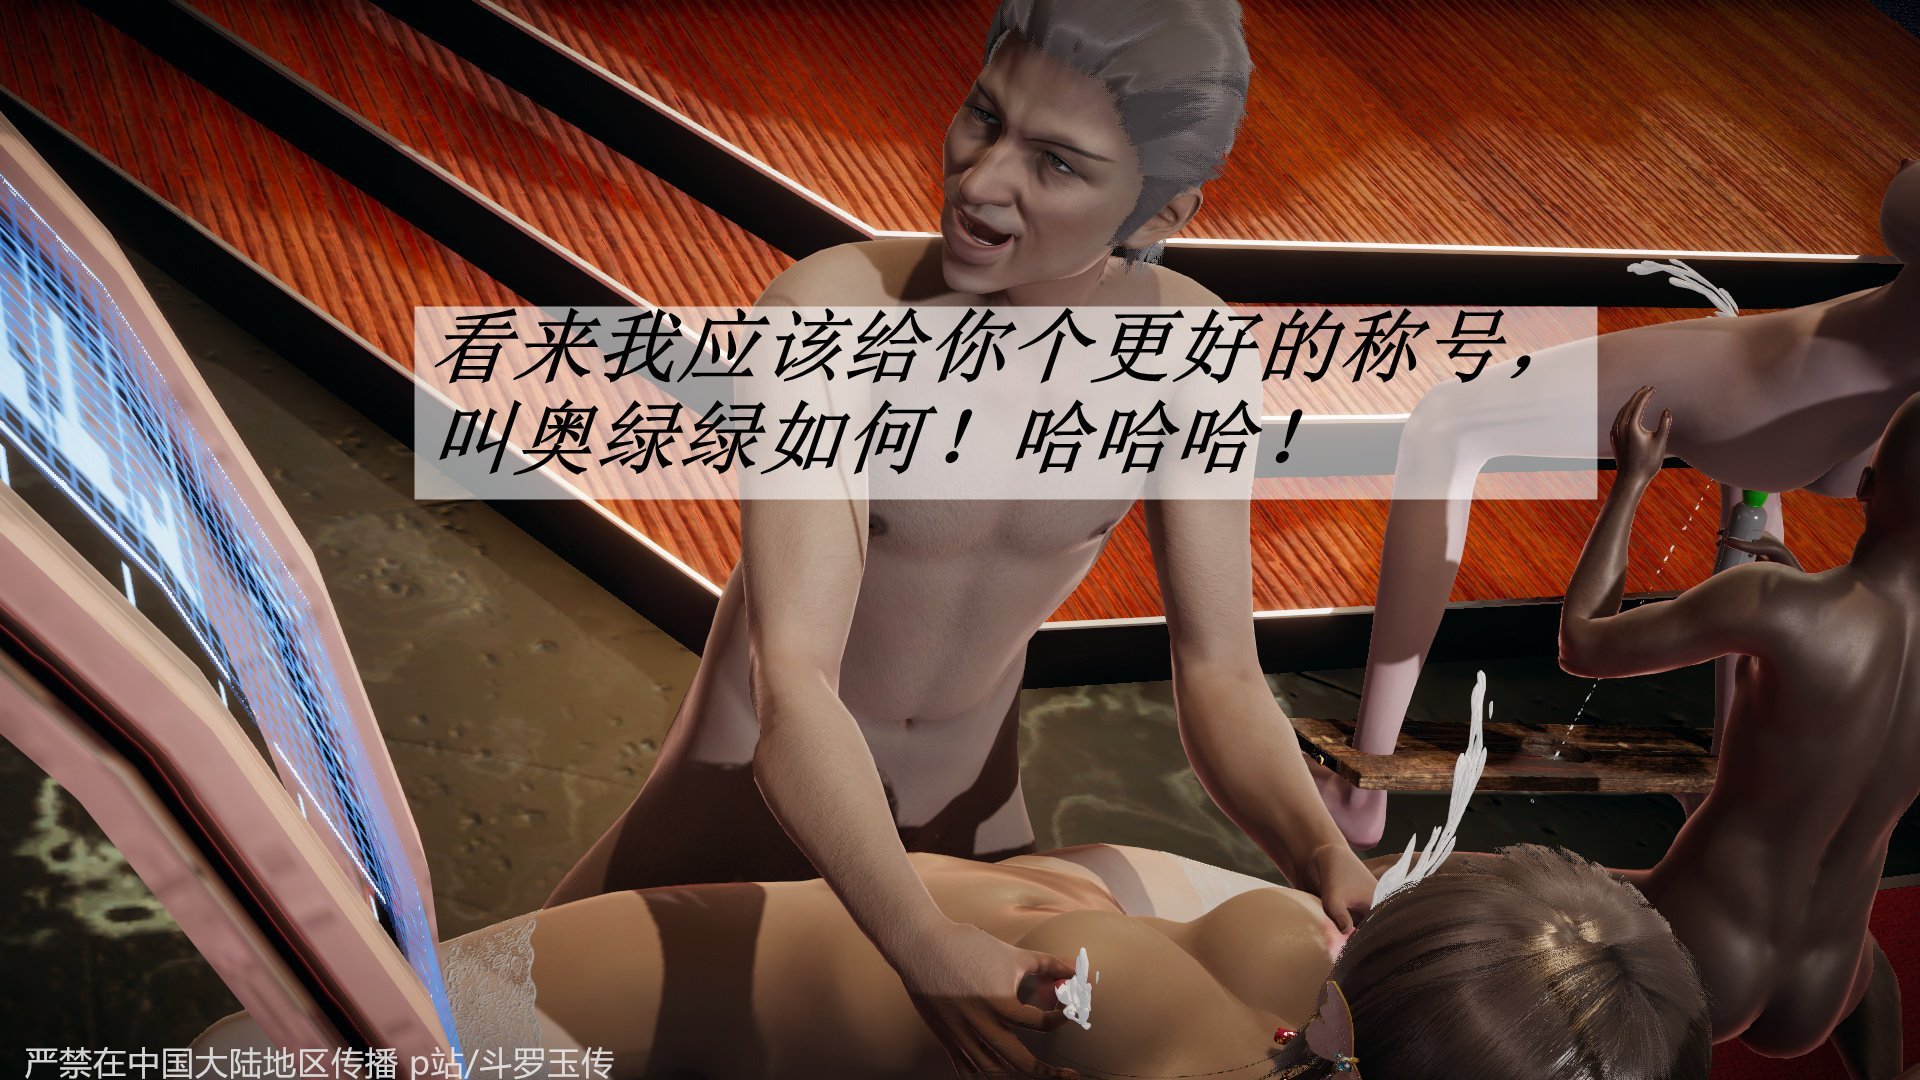 看来我应该给你个更好的称号，
叫奥绿绿如何！哈哈哈！
严禁在中国大陆地区传播 p站/斗罗玉传